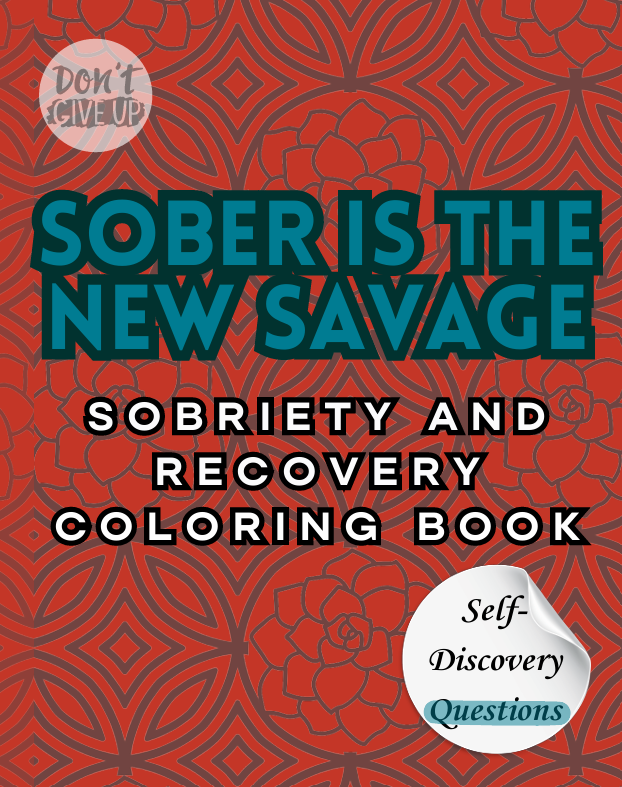 Don't
GIVE UP
SOBER IS THE
NEW SAVAGE
SOBRIETY AND
RECOVERY
COLORING BOOK
Self-
Discovery
Questions